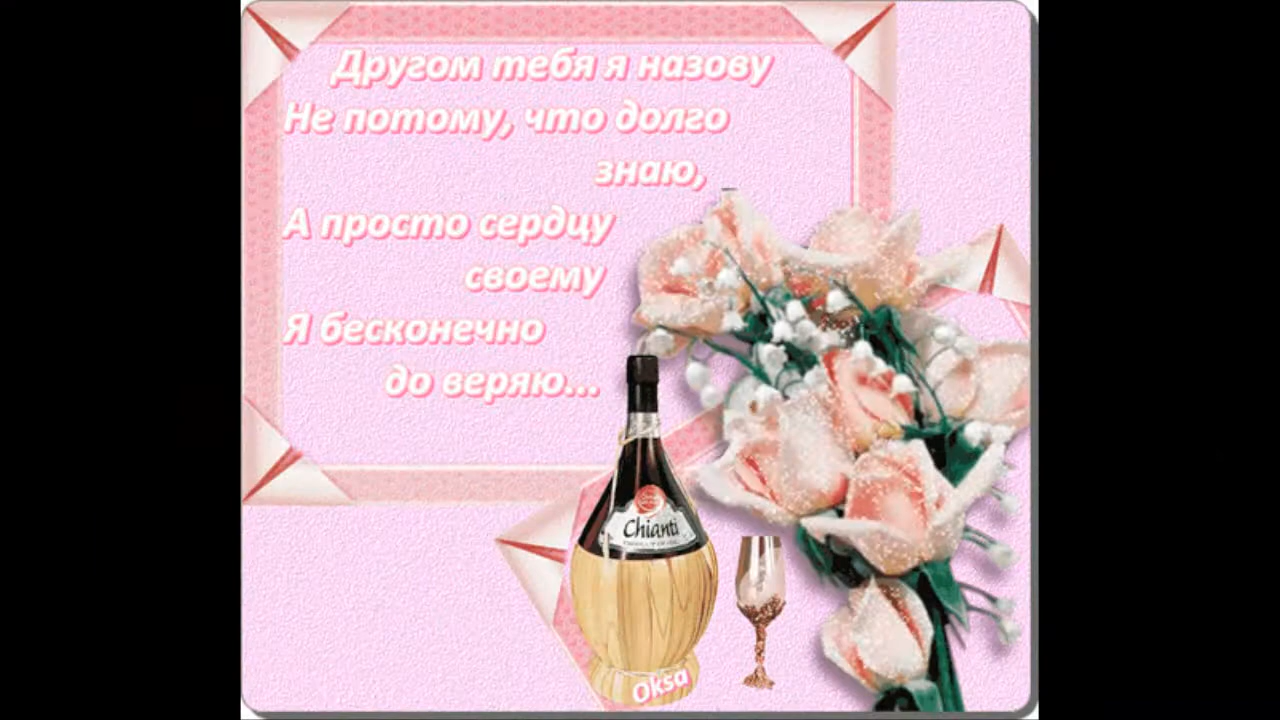 Другом тебя я назову
Не потому, что долго
знаю,
А просто сердцу
своему
Я бесконечно
до веряю...
Chianti
Oksa